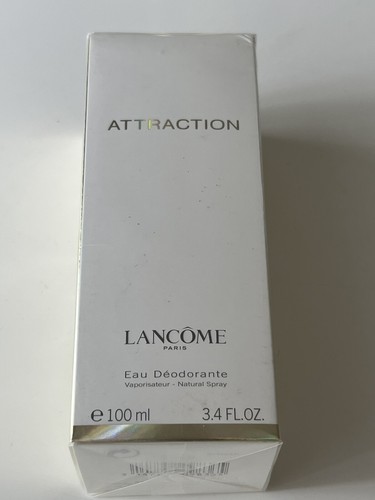 ATTRACTION
LANCÔME
PARIS
Eau Déodorante
Vaporisateur - Natural Spray
℮ 100 ml 3.4 FL.OZ.